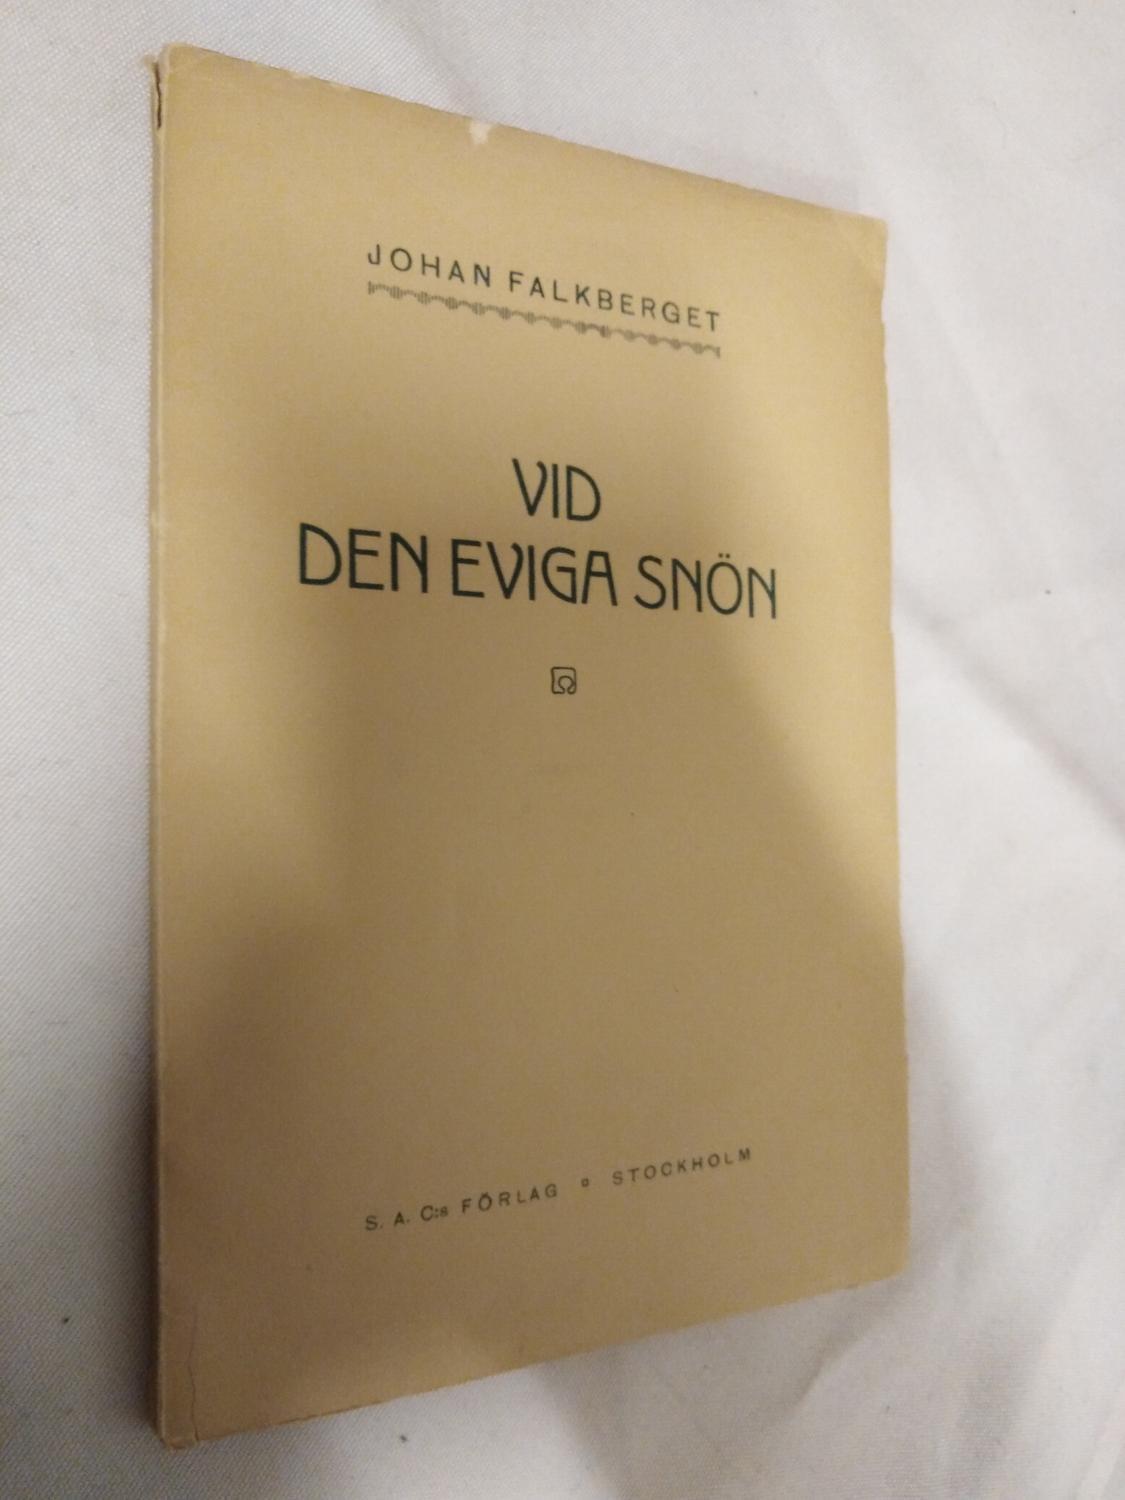 JOHAN FALKBERGET
VID
DEN EVIGA SNÖN
S. A. C:s FÖRLAG ¤ STOCKHOLM